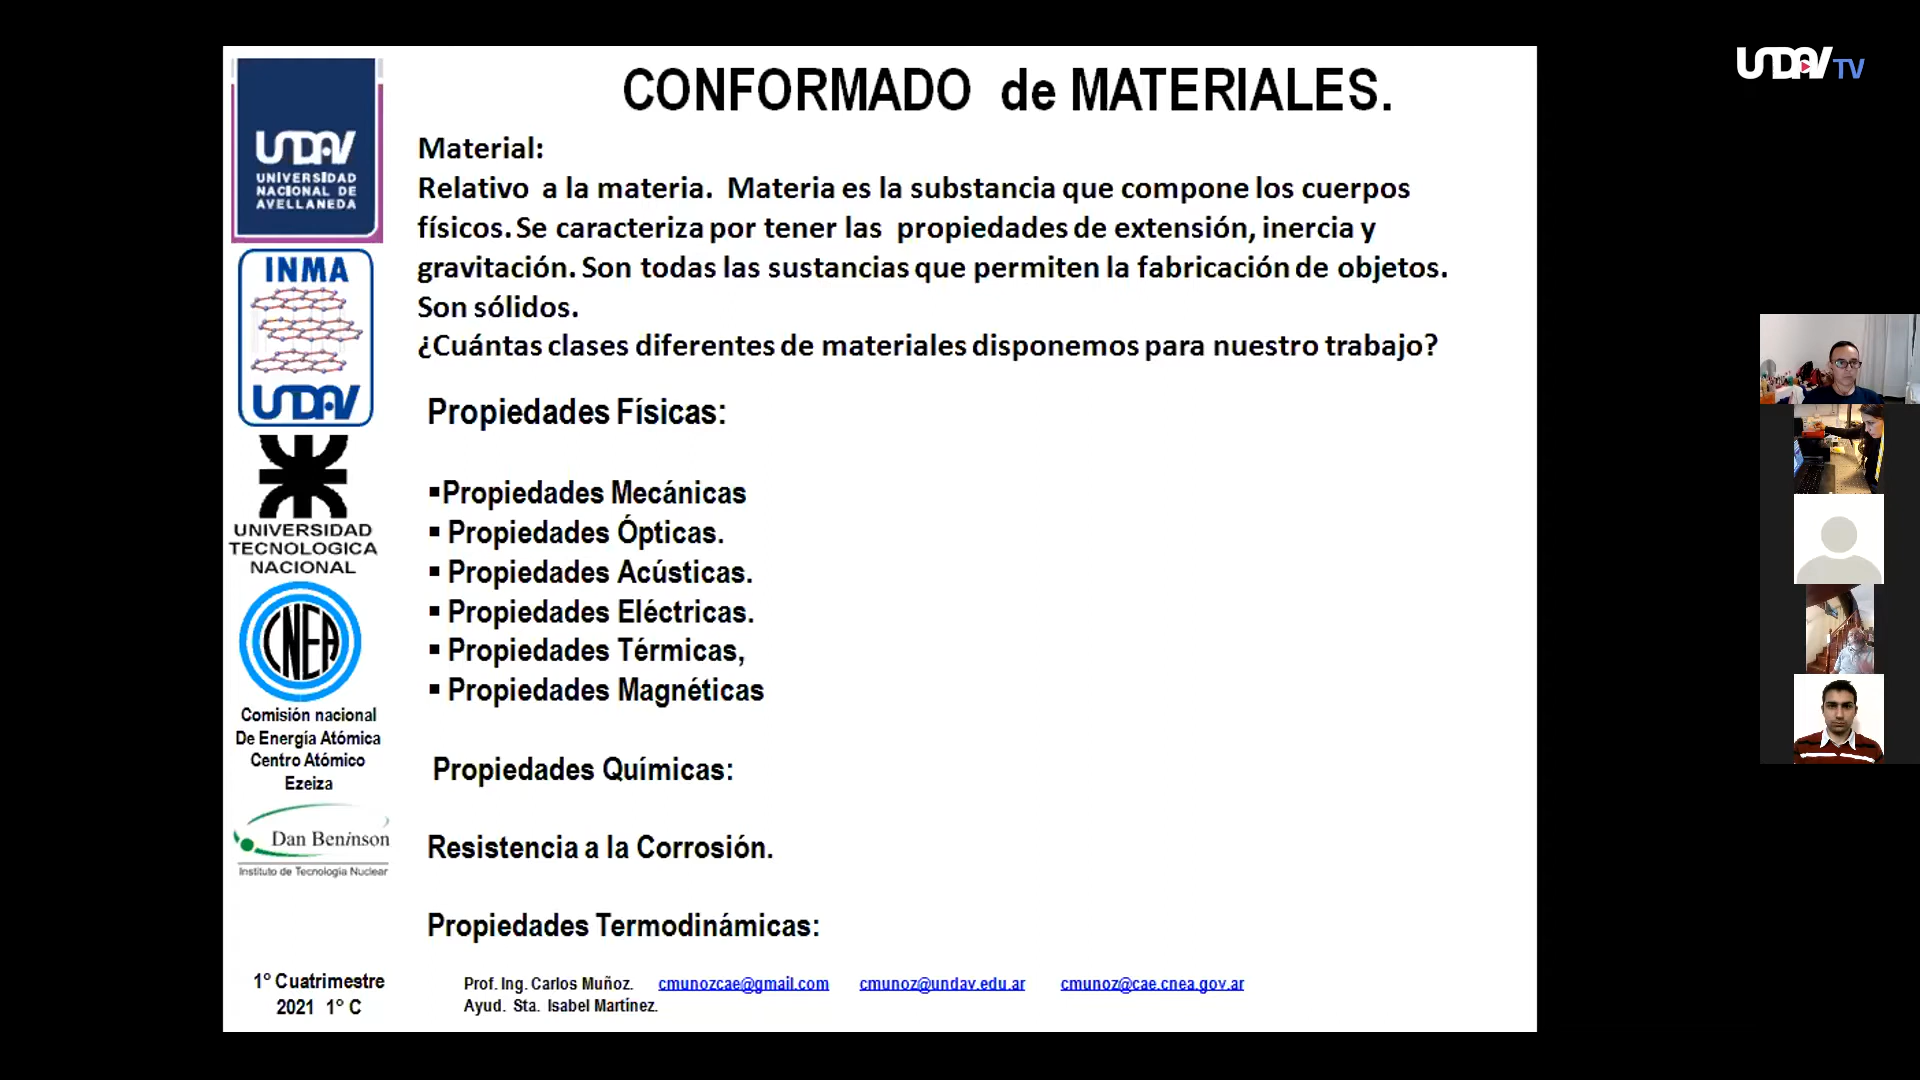 UNDAV TV
CONFORMADO de MATERIALES.
UNDAV
UNIVERSIDAD
NACIONAL DE
AVELLANEDA
INMA
UNDAV
UNIVERSIDAD
TECNOLOGICA
NACIONAL
CNEA
Comisión nacional
De Energía Atómica
Centro Atómico
Ezeiza
Dan Beninson
Instituto de Tecnología Nuclear
1° Cuatrimestre
2021 1° C
Material:
Relativo a la materia. Materia es la substancia que compone los cuerpos
físicos. Se caracteriza por tener las propiedades de extensión, inercia y
gravitación. Son todas las sustancias que permiten la fabricación de objetos.
Son sólidos.
¿Cuántas clases diferentes de materiales disponemos para nuestro trabajo?
Propiedades Físicas:
▪Propiedades Mecánicas
▪ Propiedades Ópticas.
▪ Propiedades Acústicas.
▪ Propiedades Eléctricas.
▪ Propiedades Térmicas,
▪ Propiedades Magnéticas
Propiedades Químicas:
Resistencia a la Corrosión.
Propiedades Termodinámicas:
Prof. Ing. Carlos Muñoz. cmunozcae@gmail.com cmunoz@undav.edu.ar cmunoz@cae.cnea.gov.ar
Ayud. Sta. Isabel Martínez.